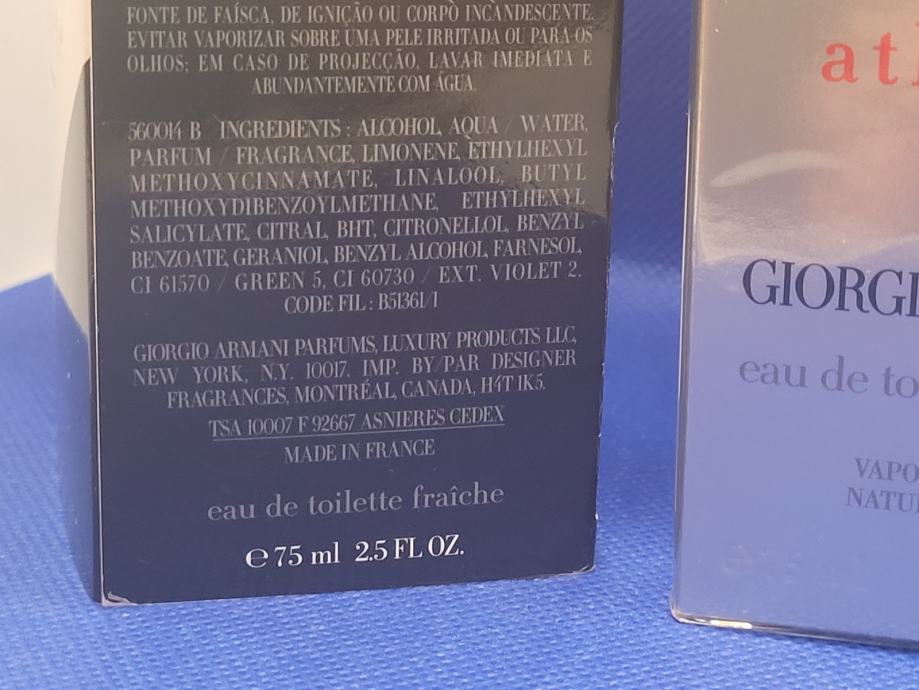 FONTE DE FAÍSCA, DE IGNIÇÃO OU CORPO INCANDESCENTE.
EVITAR VAPORIZAR SOBRE UMA PELE IRRITADA OU PARA OS
OLHOS; EM CASO DE PROJECÇÃO, LAVAR IMEDIATA E
ABUNDANTEMENTE COM ÁGUA.
560014 B INGREDIENTS : ALCOHOL, AQUA / WATER,
PARFUM / FRAGRANCE, LIMONENE, ETHYLHEXYL
METHOXYCINNAMATE, LINALOOL, BUTYL
METHOXYDIBENZOYLMETHANE, ETHYLHEXYL
SALICYLATE, CITRAL, BHT, CITRONELLOL, BENZYL
BENZOATE, GERANIOL, BENZYL ALCOHOL, FARNESOL,
CI 61570 / GREEN 5, CI 60730 / EXT. VIOLET 2.
CODE FIL : B51361/1
GIORGIO ARMANI PARFUMS, LUXURY PRODUCTS LLC,
NEW YORK, N.Y. 10017. IMP. BY/PAR DESIGNER
FRAGRANCES, MONTRÉAL, CANADA, H4T 1K5.
TSA 10007 F 92667 ASNIERES CEDEX
MADE IN FRANCE
eau de toilette fraîche
℮ 75 ml 2.5 FL OZ.
GIORGI
eau de to
VAPO
NATU